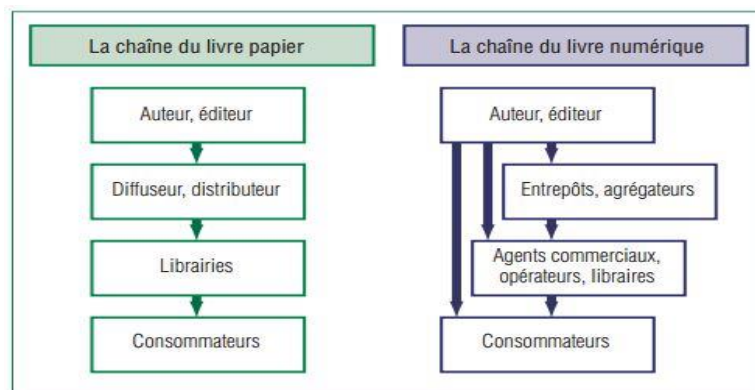 La chaîne du livre papier
Auteur, éditeur
Diffuseur, distributeur
Librairies
Consommateurs
La chaîne du livre numérique
Auteur, éditeur
Entrepôts, agrégateurs
Agents commerciaux,
opérateurs, libraires
Consommateurs